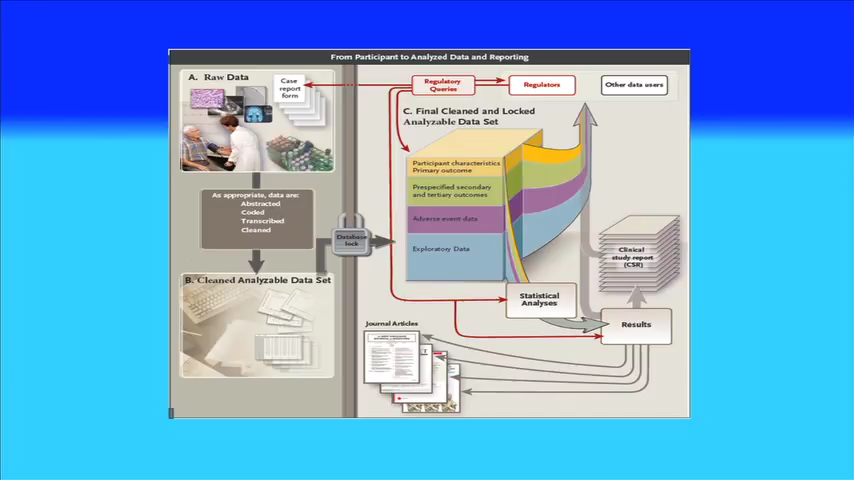 From Participant to Analyzed Data and Reporting
A. Raw Data
Case
report
form
As appropriate, data are:
Abstracted
Coded
Transcribed
Cleaned
B. Cleaned Analyzable Data Set
Database
lock
Regulatory
Queries
Regulators
Other data users
C. Final Cleaned and Locked
Analyzable Data Set
Participant characteristics
Primary outcome
Prespecified secondary
and tertiary outcomes
Adverse event data
Exploratory Data
Statistical
Analyses
Clinical
study report
(CSR)
Results
Journal Articles